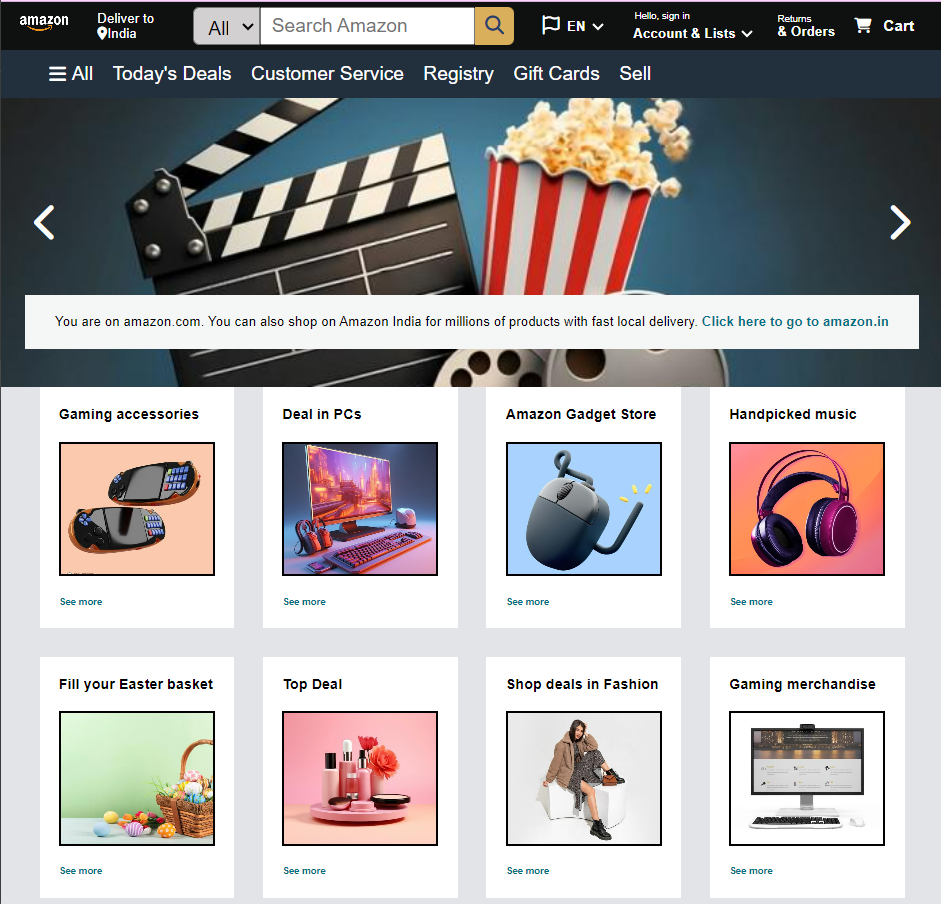 amazon
Deliver to
India
All
Search Amazon
EN
Hello, sign in
Account & Lists
Returns
& Orders
Cart
All Today's Deals Customer Service Registry Gift Cards Sell
You are on amazon.com. You can also shop on Amazon India for millions of products with fast local delivery. Click here to go to amazon.in
Gaming accessories
Deal in PCs
Amazon Gadget Store
Handpicked music
See more
See more
See more
See more
Fill your Easter basket
Top Deal
Shop deals in Fashion
Gaming merchandise
See more
See more
See more
See more